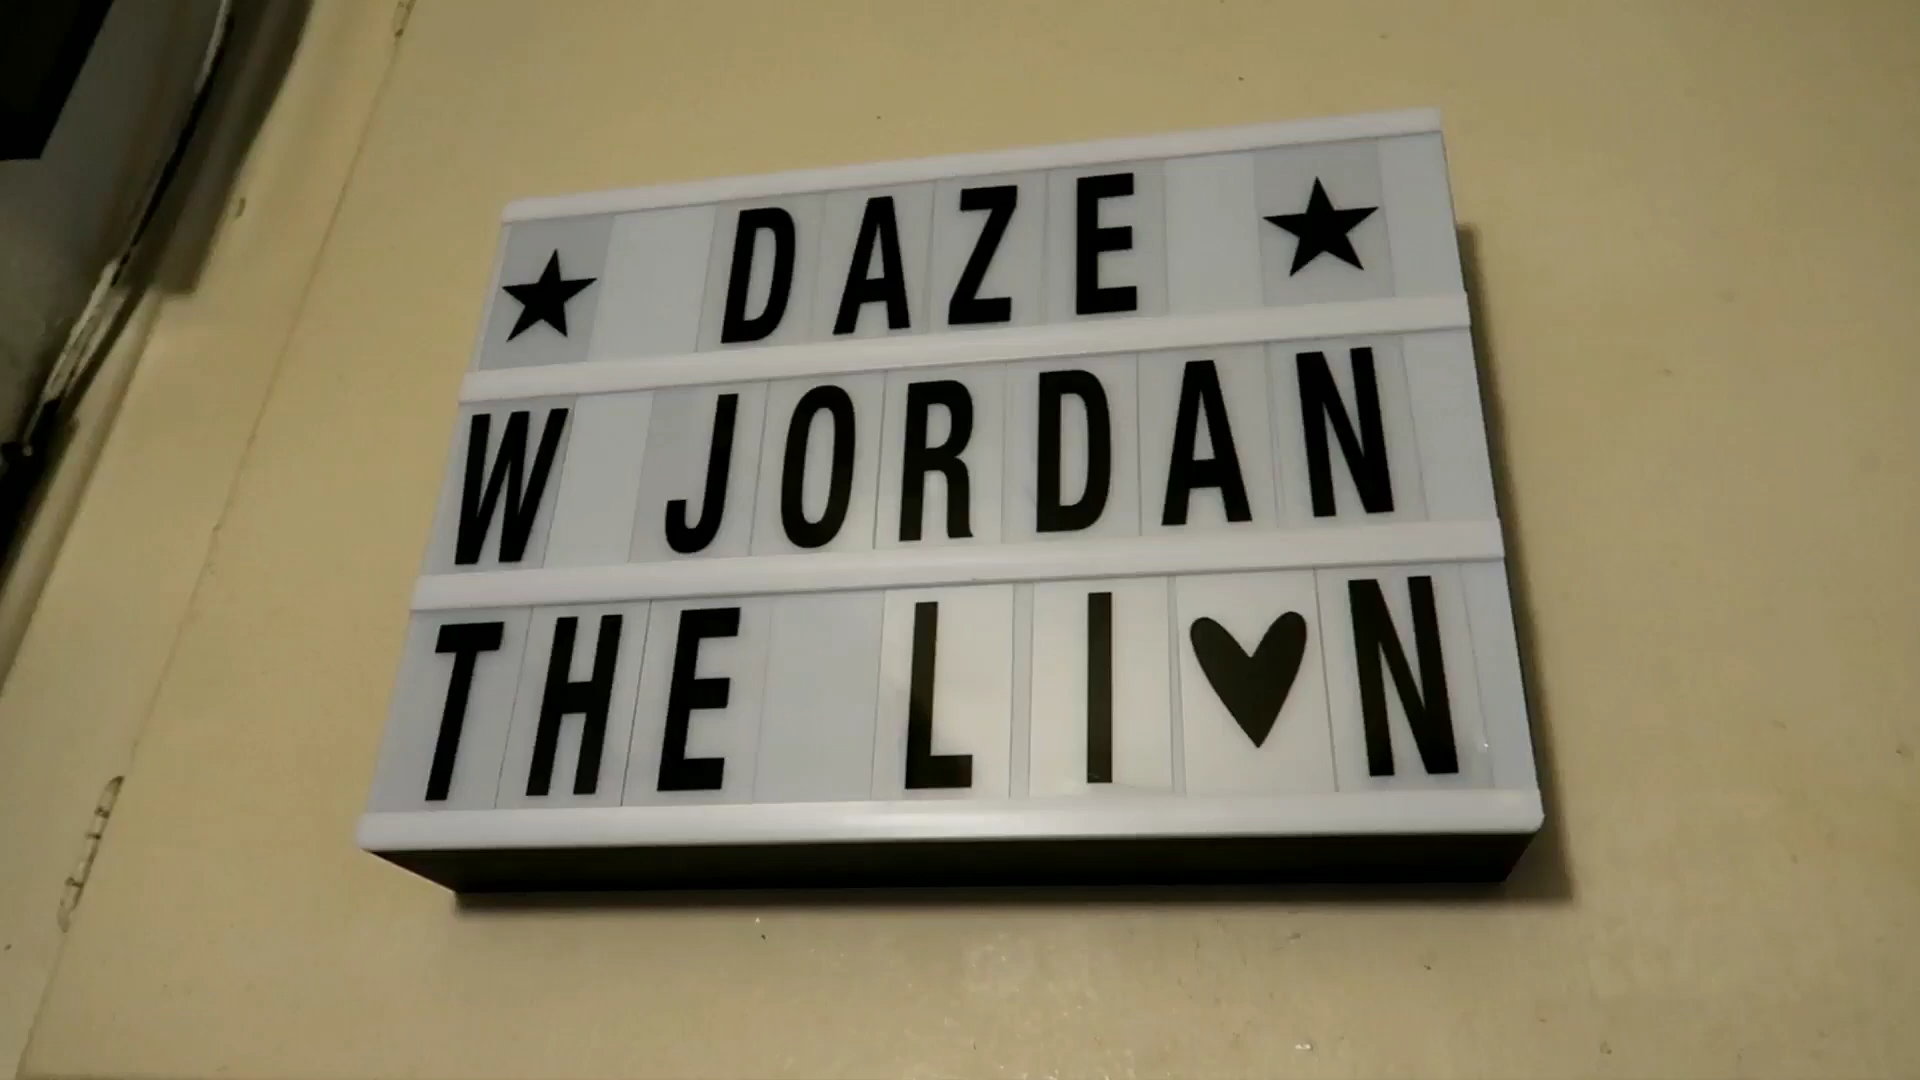 ★ DAZE ★
W JORDAN
THE LI♥N